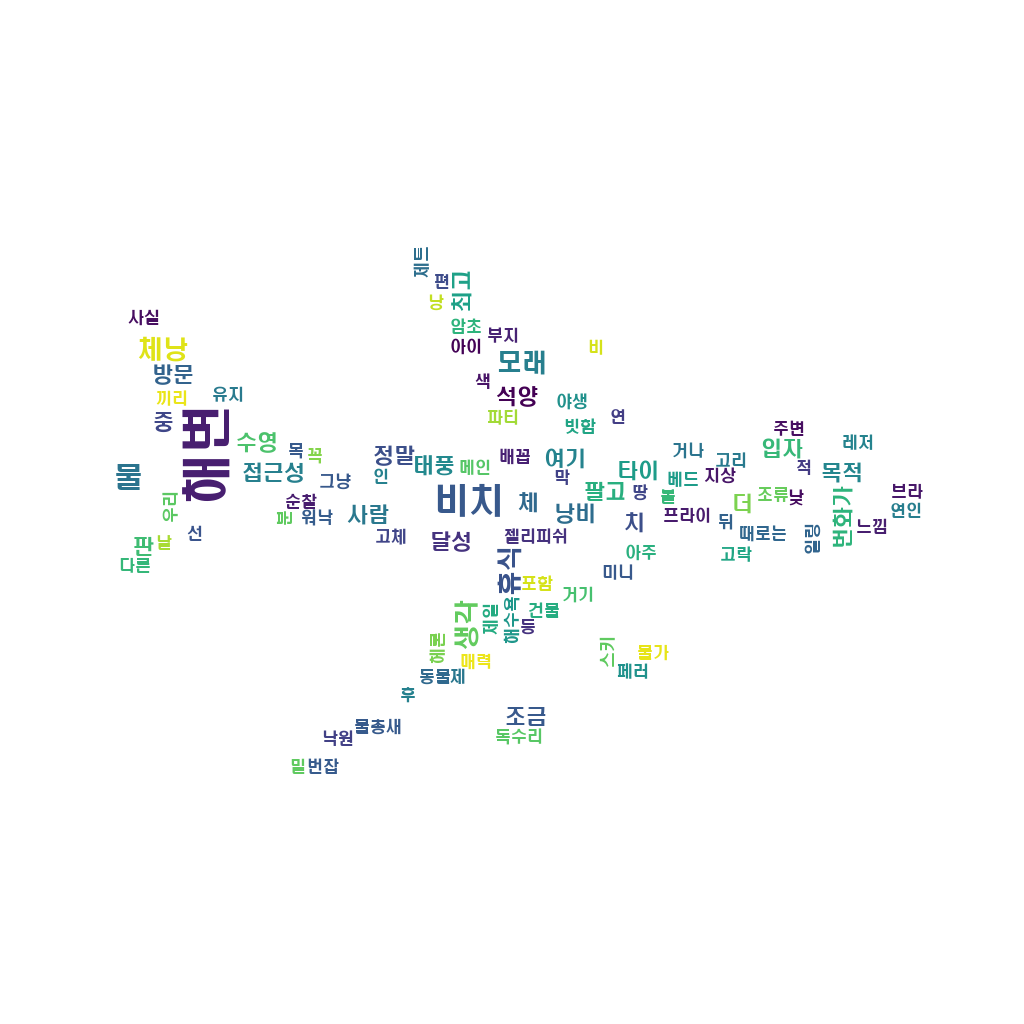 제트
편
강
최고
사실
암초
부지
아이
비
체낭
모래
방문
색
석양
유지
끼리
야생
연
중
해변
파티
빗함
주변
수영
목
꼭
정말
배꼽
거나
입자
레저
고리
메인
여기
태풍
물
접근성
그냥
인
막
타이
베드
지상
적
목적
팔고
땅
볼
조류
낮
브라
비치
순찰
체
더
연인
우리
워낙
사람
낭비
치
프라이
뒤
번화가
느낌
선
고체
달성
젤리피쉬
때로는
일링
판
날
아주
고락
다른
휴식
미니
포함
거기
제일
해수욕
건물
등
생각
헤론
매력
스키
물가
페러
동물제
후
조금
물총새
독수리
낙원
밀
번잡